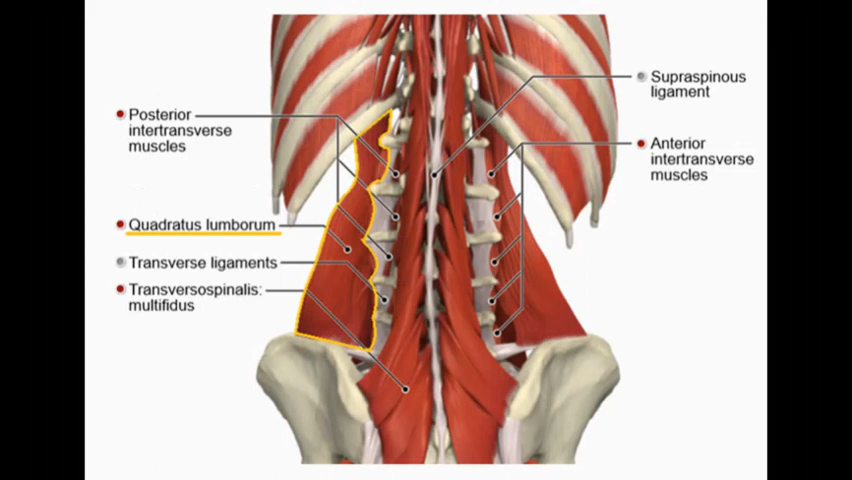 Posterior
intertransverse
muscles
Quadratus lumborum
Transverse ligaments
Transversospinalis:
multifidus
Supraspinous
ligament
Anterior
intertransverse
muscles